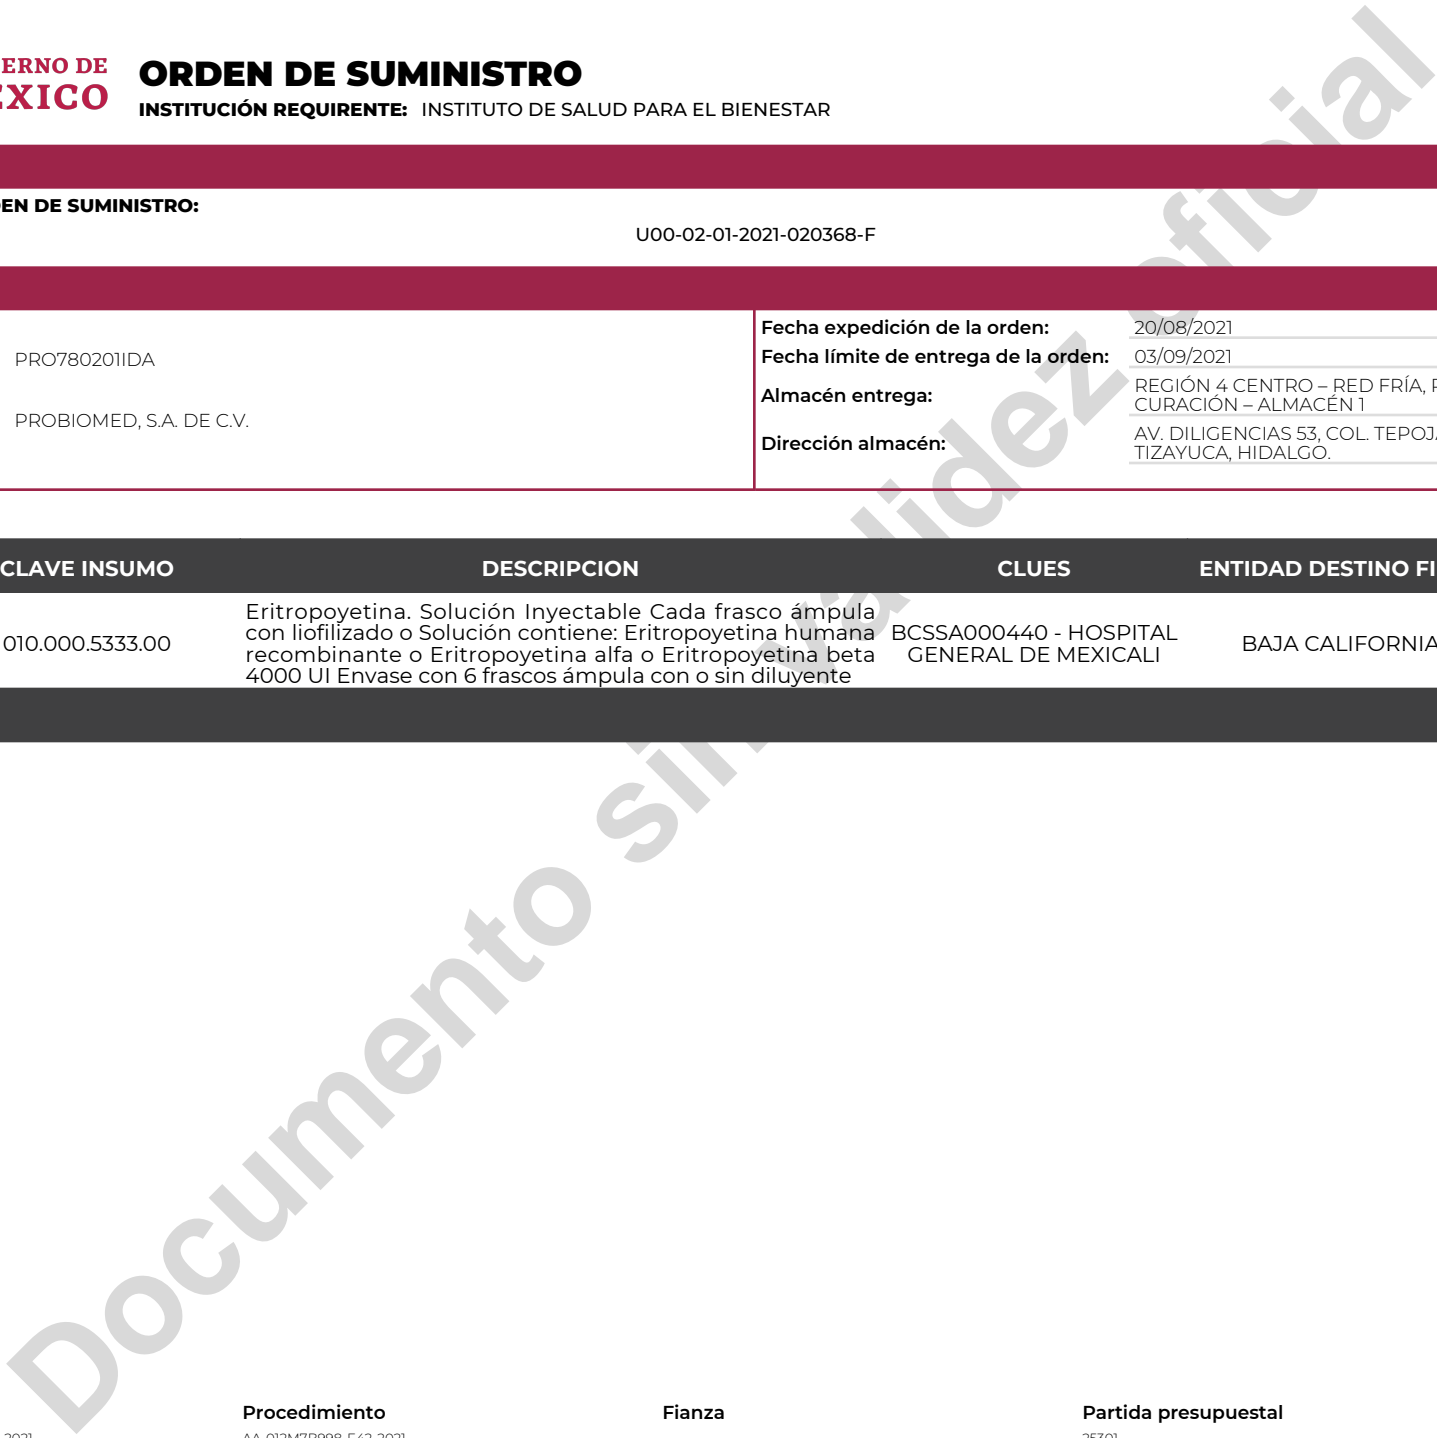 ERNO DE
EXICO
ORDEN DE SUMINISTRO
INSTITUCIÓN REQUIRENTE: INSTITUTO DE SALUD PARA EL BIENESTAR
EN DE SUMINISTRO:
U00-02-01-2021-020368-F
PRO780201IDA
PROBIOMED, S.A. DE C.V.
Fecha expedición de la orden: 20/08/2021
Fecha límite de entrega de la orden: 03/09/2021
Almacén entrega: REGIÓN 4 CENTRO – RED FRÍA,
CURACIÓN – ALMACÉN 1
Dirección almacén: AV. DILIGENCIAS 53, COL. TEPOJ
TIZAYUCA, HIDALGO.
CLAVE INSUMO DESCRIPCION CLUES ENTIDAD DESTINO FI
010.000.5333.00
Eritropoyetina. Solución Inyectable Cada frasco ámpula
con liofilizado o Solución contiene: Eritropoyetina humana
recombinante o Eritropoyetina alfa o Eritropoyetina beta
4000 UI Envase con 6 frascos ámpula con o sin diluyente
BCSSA000440 - HOSPITAL
GENERAL DE MEXICALI
BAJA CALIFORNIA
Documento sin validez oficial
Procedimiento Fianza Partida presupuestal